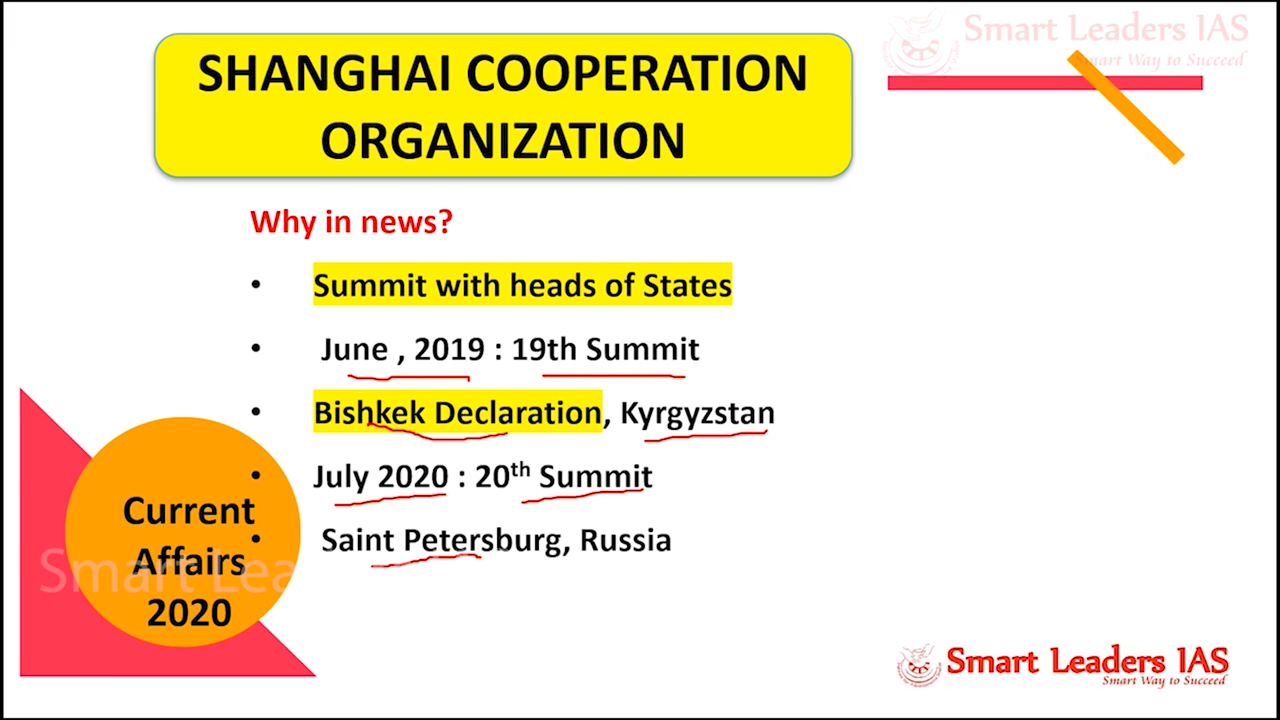 Smart Leaders IAS
Smart Way to Succeed
SHANGHAI COOPERATION
ORGANIZATION
Why in news?
• Summit with heads of States
• June , 2019 : 19th Summit
• Bishkek Declaration, Kyrgyzstan
• July 2020 : 20th Summit
• Saint Petersburg, Russia
Current
Affairs
2020
Smart Lea
Smart Leaders IAS
Smart Way to Succeed